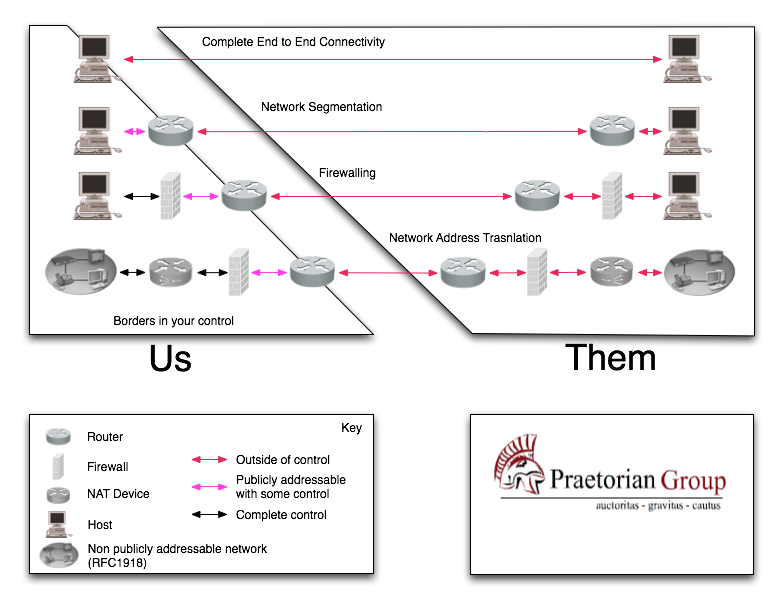 Complete End to End Connectivity
Network Segmentation
Firewalling
Network Address Trasnlation
Borders in your control
Us
Them
Key
Router
Firewall
NAT Device
Host
Non publicly addressable network
(RFC1918)
Outside of control
Publicly addressable
with some control
Complete control
Praetorian Group
auctoritas - gravitas - cautus